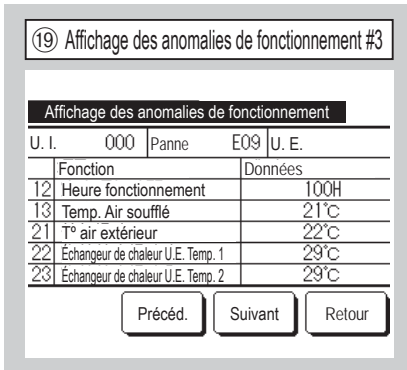 19 Affichage des anomalies de fonctionnement #3
Affichage des anomalies de fonctionnement
U. I. 000 Panne E09 U. E.
Fonction Données
12 Heure fonctionnement 100H
13 Temp. Air soufflé 21°C
21 Tº air extérieur 22°C
22 Échangeur de chaleur U.E. Temp. 1 29°C
23 Échangeur de chaleur U.E. Temp. 2 29°C
Précéd. Suivant Retour